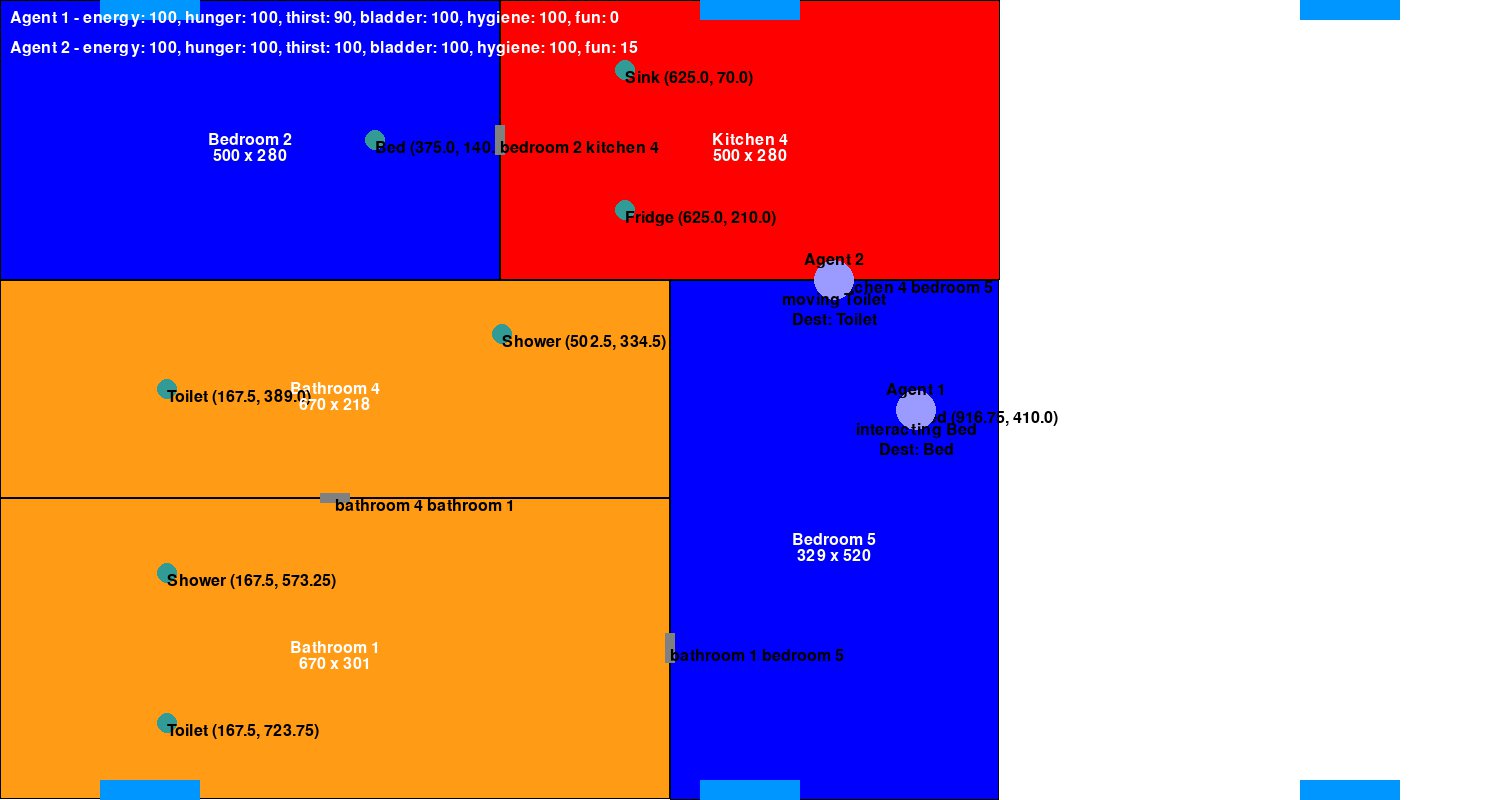 Agent 1 - energy: 100, hunger: 100, thirst: 90, bladder: 100, hygiene: 100, fun: 0
Agent 2 - energy: 100, hunger: 100, thirst: 100, bladder: 100, hygiene: 100, fun: 15
Sink (625.0, 70.0)
Bedroom 2
500 x 280
Kitchen 4
500 x 280
Bed (375.0, 140.
bedroom 2 kitchen 4
Fridge (625.0, 210.0)
Agent 2
4 bedroom 5
moving Toilet
Dest: Toilet
Shower (502.5, 334.5)
Bathroom 4
670 x 218
Toilet (167.5, 389.0)
Agent 1
(916.75, 410.0)
interacting Bed
Dest: Bed
bathroom 4 bathroom 1
Bedroom 5
329 x 520
Shower (167.5, 573.25)
Bathroom 1
670 x 301
bathroom 1 bedroom 5
Toilet (167.5, 723.75)